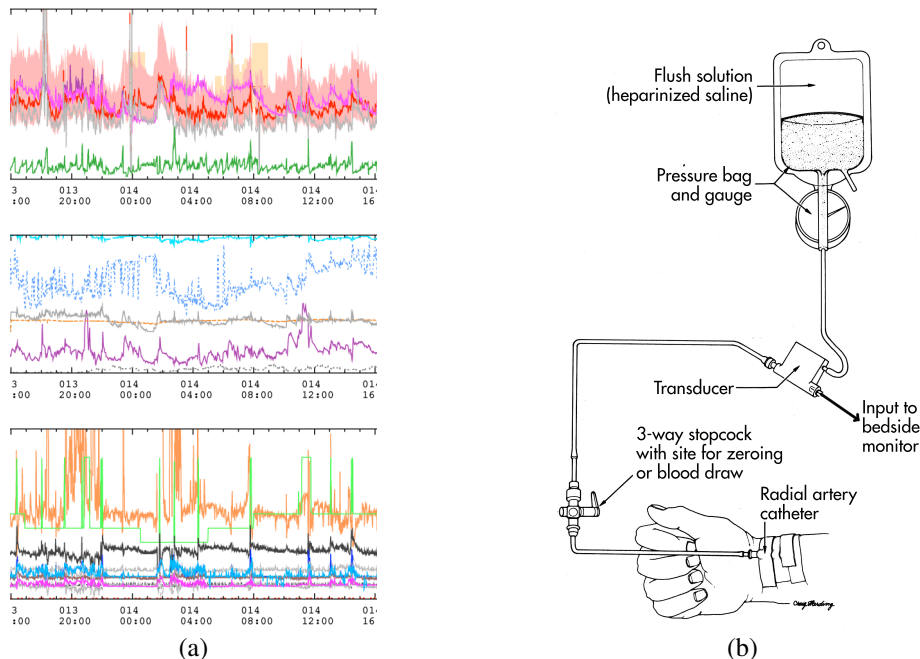 3 013 014 014 014 014 014
:00 20:00 00:00 04:00 08:00 12:00 16
3 013 014 014 014 014 014
:00 20:00 00:00 04:00 08:00 12:00 16
3 013 014 014 014 014 014
:00 20:00 00:00 04:00 08:00 12:00 16
(a)
Flush solution
(heparinized saline)
Pressure bag
and gauge
Transducer
Input to
bedside
monitor
3-way stopcock
with site for zeroing
or blood draw
Radial artery
catheter
(b)